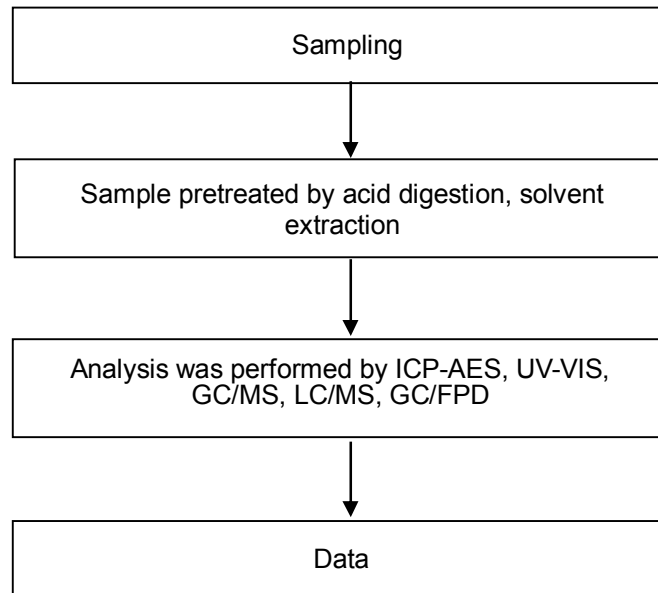 Sampling
Sample pretreated by acid digestion, solvent
extraction
Analysis was performed by ICP-AES, UV-VIS,
GC/MS, LC/MS, GC/FPD
Data